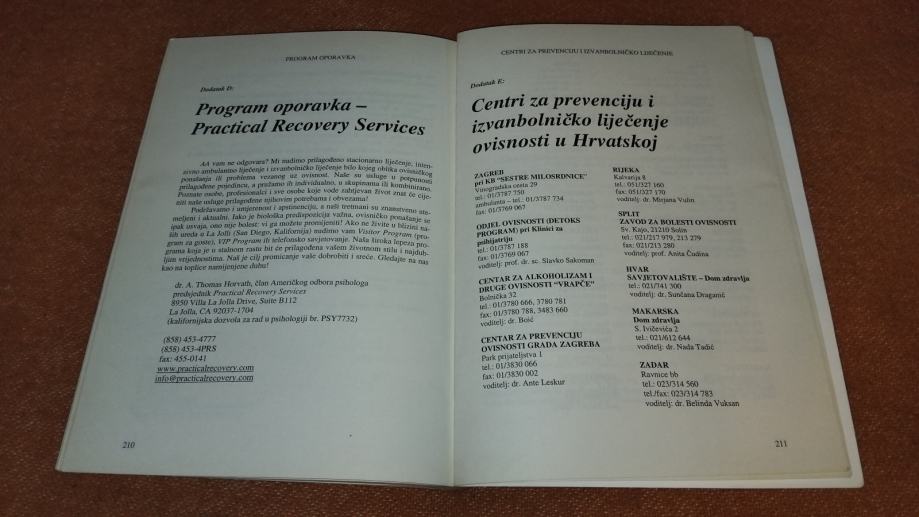 PROGRAM OPORAVKA
Dodatak D:
Program oporavka –
Practical Recovery Services
AA vam ne odgovara? Mi nudimo prilagođeno stacionarno liječenje, inten-
zivno ambulantno liječenje i izvanbolničko liječenje bilo kojeg oblika ovisničkog
ponašanja ili problema vezanog uz ovisnost. Naše su usluge u potpunosti
prilagođene pojedincu, a pružamo ih individualno, u skupinama ili kombinirano.
Poznate osobe, profesionalci i sve osobe koje vode zahtjevan život znat će cije-
niti naše usluge prilagođene njihovim potrebama i obvezama!
Podržavamo i umjerenost i apstinenciju, a naši tretmani su znanstveno ute-
meljeni i aktualni. Iako je biološka predispozicija važna, ovisničko ponašanje se
ipak usvaja, ono nije bolest: vi ga možete promijeniti! Ako ne živite u blizini na-
ših ureda u La Jolli (San Diego, Kalifornija) nudimo vam Visitor Program (pro-
gram za goste), VIP Program ili telefonsko savjetovanje. Naša široka lepeza pro-
grama koja je u stalnom rastu bit će prilagođena vašem životnom stilu i najdub-
ljim vrijednostima. Naš je cilj promicanje vaše dobrobiti i sreće. Gledajte na nas
kao na toplice namijenjene duhu!
dr. A. Thomas Horvath, član Američkog odbora psihologa
predsjednik Practical Recovery Services
8950 Villa La Jolla Drive, Suite B112
La Jolla, CA 92037-1704
(kalifornijska dozvola za rad u psihologiji br. PSY7732)
(858) 453-4777
(858) 453-4PRS
fax: 455-0141
www.practicalrecovery.com
info@practicalrecovery.com
210
CENTRI ZA PREVENCIJU I IZVANBOLNIČKO LIJEČENJE
Dodatak E:
Centri za prevenciju i
izvanbolničko liječenje
ovisnosti u Hrvatskoj
ZAGREB
pri KB "SESTRE MILOSRDNICE"
Vinogradska cesta 29
tel.: 01/3787 750
ambulanta – tel.: 01/3787 734
fax: 01/3769 067
ODJEL OVISNOSTI (DETOKS
PROGRAM) pri Klinici za
psihijatriju
tel.: 01/3787 188
fax: 01/3769 067
voditelj: prof. dr. sc. Slavko Sakoman
CENTAR ZA ALKOHOLIZAM I
DRUGE OVISNOSTI "VRAPČE"
Bolnička 32
tel.: 01/3780 666, 3780 781
fax: 01/3780 788, 3483 660
voditelj: dr. Boić
CENTAR ZA PREVENCIJU
OVISNOSTI GRADA ZAGREBA
Park prijateljstva 1
tel.: 01/3830 066
fax: 01/3830 002
voditelj: dr. Ante Leskur
RIJEKA
Kalvarija 8
tel.: 051/327 160
fax: 051/327 170
voditelj: dr. Mirjana Vulin
SPLIT
ZAVOD ZA BOLESTI OVISNOSTI
Sv. Kajo, 21210 Solin
tel.: 021/217 979, 213 279
fax: 021/213 280
voditelj: prof. Anita Čudina
HVAR
SAVJETOVALIŠTE – Dom zdravlja
tel.: 021/741 300
voditelj: dr. Sunčana Draganić
MAKARSKA
Dom zdravlja
S. Ivičevića 2
tel.: 021/612 644
voditelj: dr. Nada Tadić
ZADAR
Ravnice bb
tel.: 023/314 560
tel./fax: 023/314 783
voditelj: dr. Belinda Vuksan
211